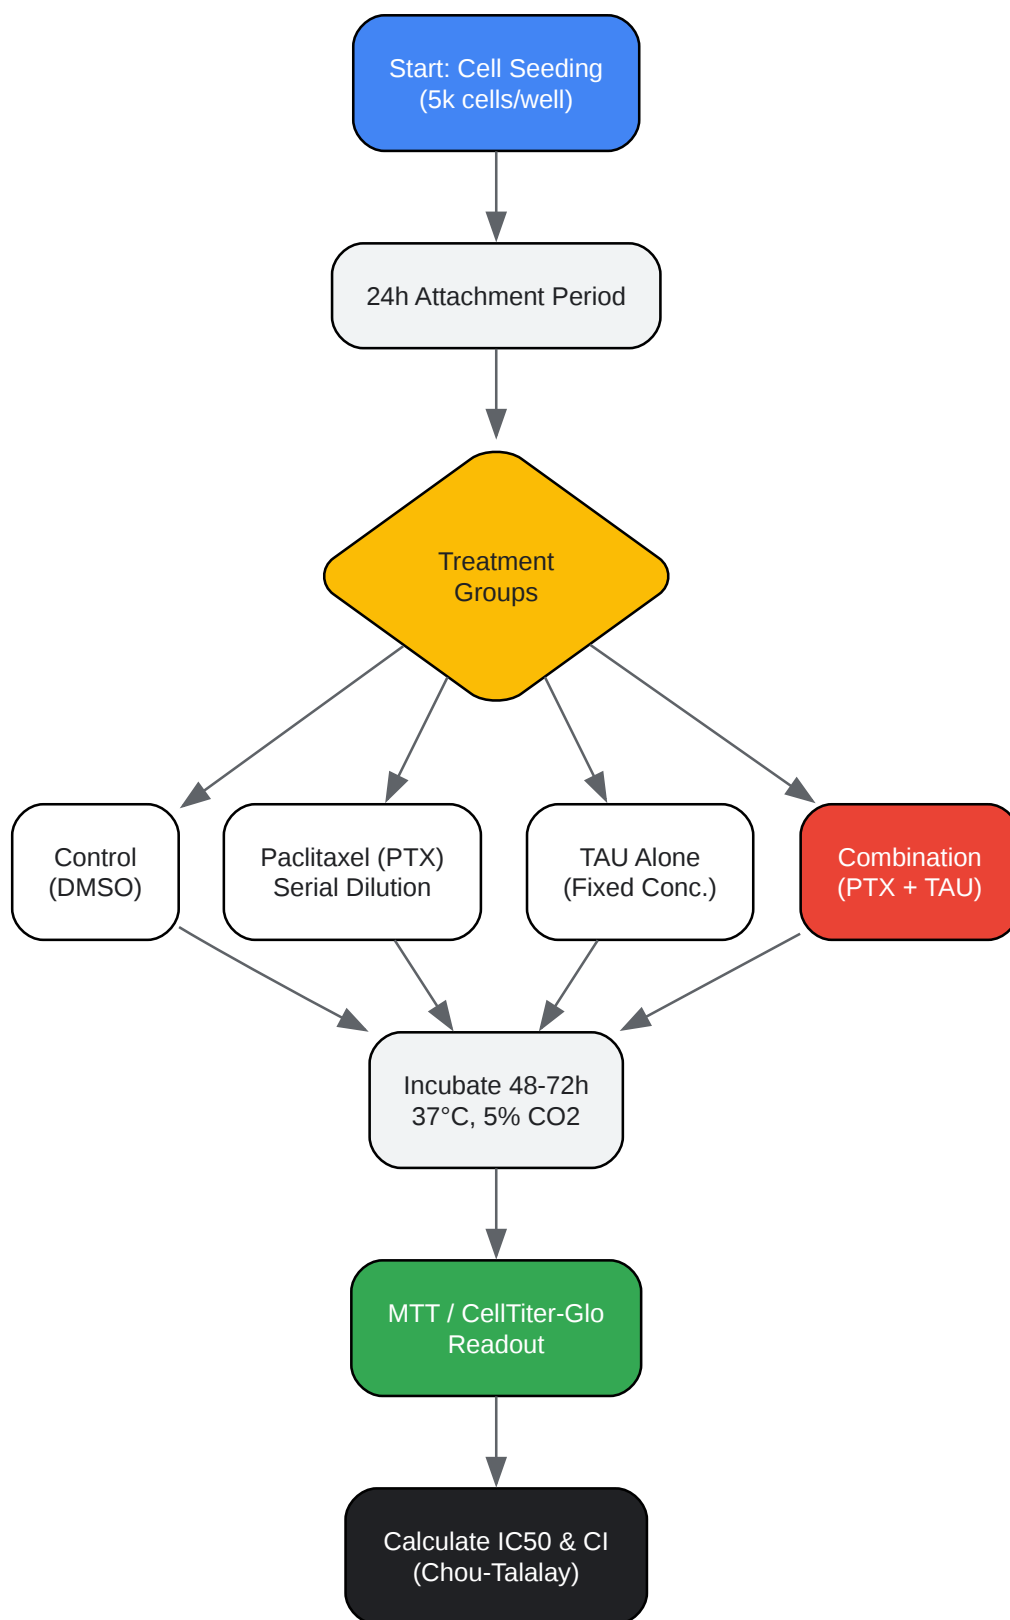 Start: Cell Seeding
(5k cells/well)
24h Attachment Period
Treatment
Groups
Control
(DMSO)
Paclitaxel (PTX)
Serial Dilution
TAU Alone
(Fixed Conc.)
Combination
(PTX + TAU)
Incubate 48-72h
37°C, 5% CO2
MTT / CellTiter-Glo
Readout
Calculate IC50 & CI
(Chou-Talalay)